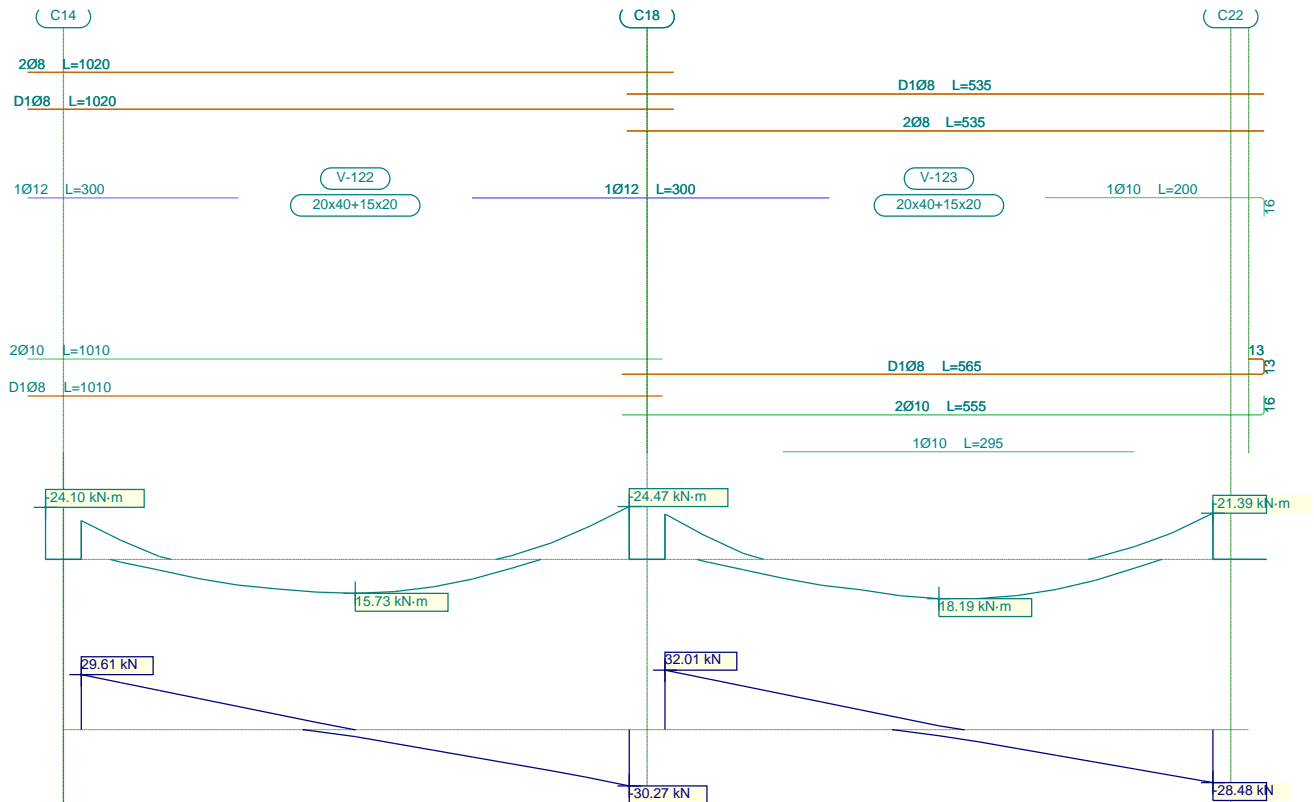 C14 C18 C22
2Ø8 L=1020
D1Ø8 L=535
D1Ø8 L=1020
2Ø8 L=535
V-122 V-123
1Ø12 L=300 1Ø12 L=300 1Ø10 L=200
20x40+15x20 20x40+15x20 16
2Ø10 L=1010 13
D1Ø8 L=565 13
D1Ø8 L=1010
2Ø10 L=555 16
1Ø10 L=295
-24.10 kN·m -24.47 kN·m -21.39 kN·m
15.73 kN·m 18.19 kN·m
29.61 kN 32.01 kN
-30.27 kN -28.48 kN